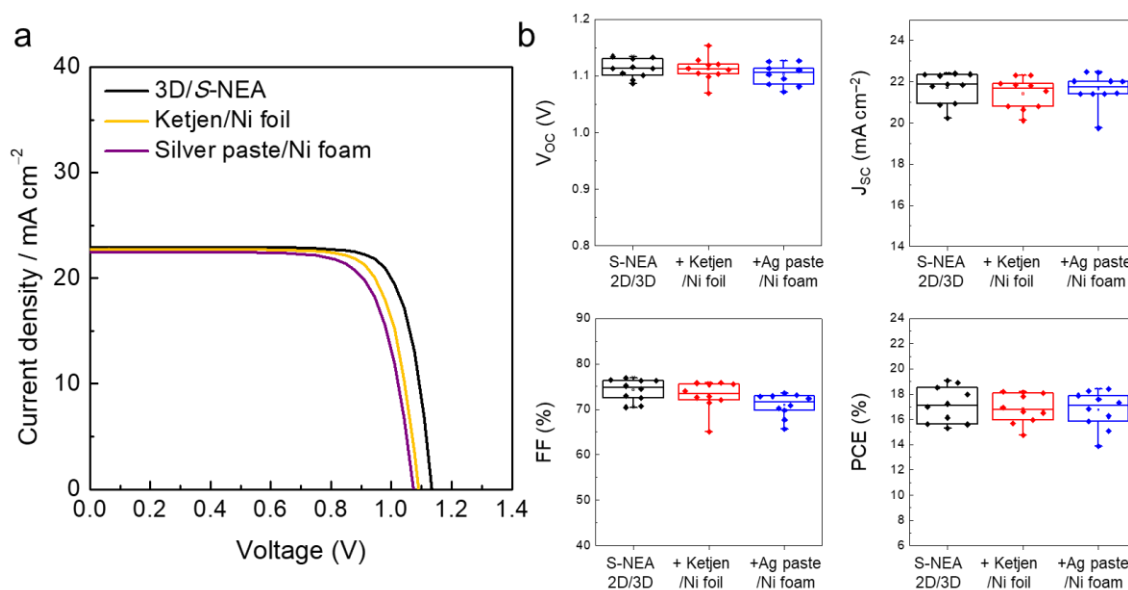 a
40
30
20
10
0
Current density / mA cm⁻²
3D/S-NEA
Ketjen/Ni foil
Silver paste/Ni foam
0.0 0.2 0.4 0.6 0.8 1.0 1.2 1.4
Voltage (V)
b
1.2
1.1
1.0
0.9
0.8
V_OC (V)
S-NEA + Ketjen +Ag paste
2D/3D /Ni foil /Ni foam
24
22
20
18
16
14
J_SC (mA cm⁻²)
S-NEA + Ketjen +Ag paste
2D/3D /Ni foil /Ni foam
90
80
70
60
50
40
FF (%)
S-NEA + Ketjen +Ag paste
2D/3D /Ni foil /Ni foam
24
22
20
18
16
14
12
10
8
6
PCE (%)
S-NEA + Ketjen +Ag paste
2D/3D /Ni foil /Ni foam